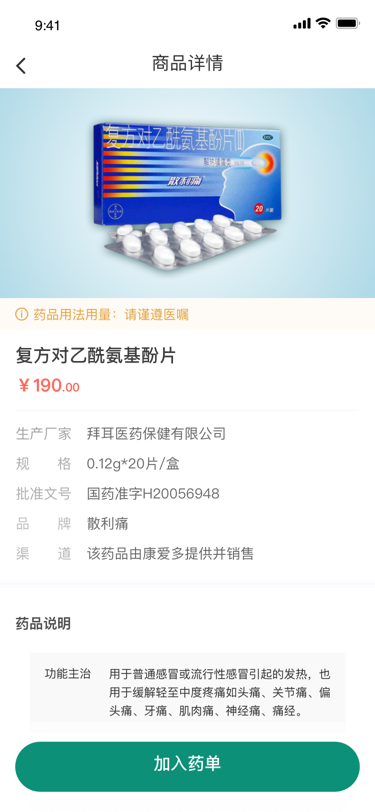 9:41
商品详情
复方对乙酰氨基酚片(II)
散利痛
20
片装
BAYER
药品用法用量：请谨遵医嘱
复方对乙酰氨基酚片
￥190.00
生产厂家 拜耳医药保健有限公司
规 格 0.12g*20片/盒
批准文号 国药准字H20056948
品 牌 散利痛
渠 道 该药品由康爱多提供并销售
药品说明
功能主治 用于普通感冒或流行性感冒引起的发热，也
用于缓解轻至中度疼痛如头痛、关节痛、偏
头痛、牙痛、肌肉痛、神经痛、痛经。
加入药单